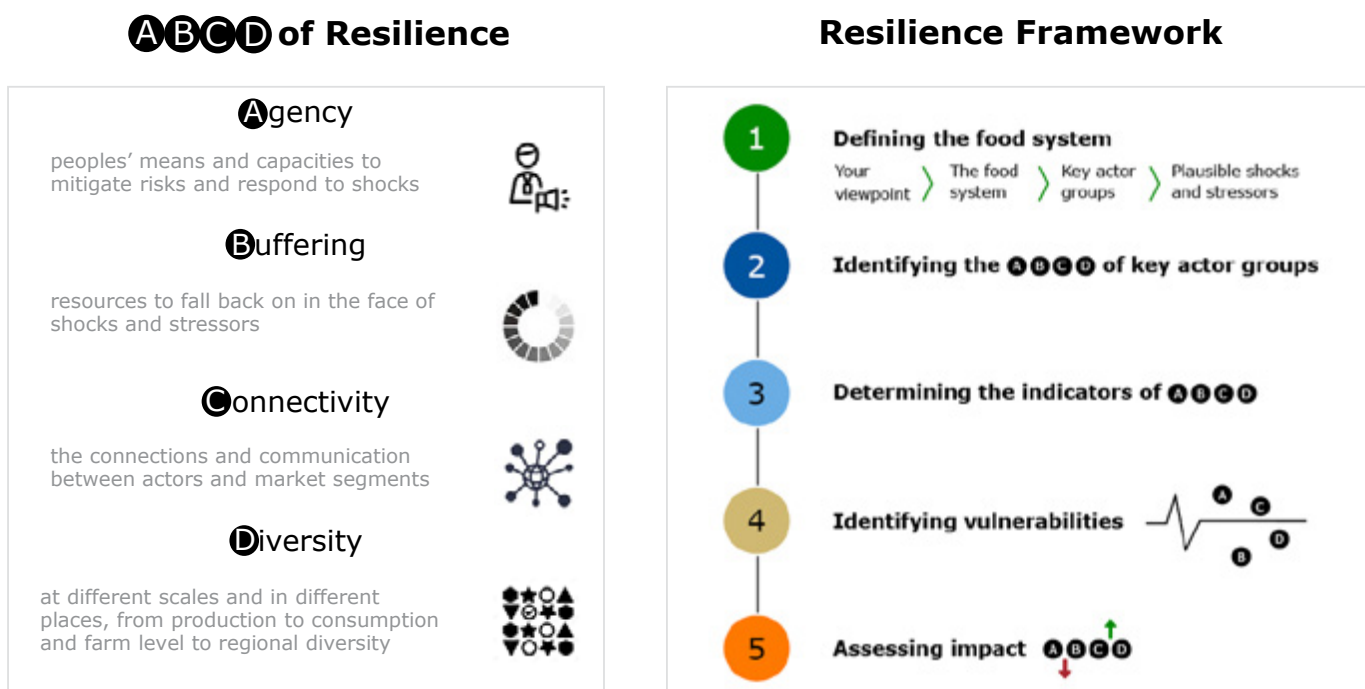 ABCD of Resilience
Agency
peoples’ means and capacities to
mitigate risks and respond to shocks
Buffering
resources to fall back on in the face of
shocks and stressors
Connectivity
the connections and communication
between actors and market segments
Diversity
at different scales and in different
places, from production to consumption
and farm level to regional diversity
Resilience Framework
1
Defining the food system
Your
viewpoint
The food
system
Key actor
groups
Plausible shocks
and stressors
2
Identifying the ABCD of key actor groups
3
Determining the indicators of ABCD
4
Identifying vulnerabilities
A
C
D
B
5
Assessing impact ABCD